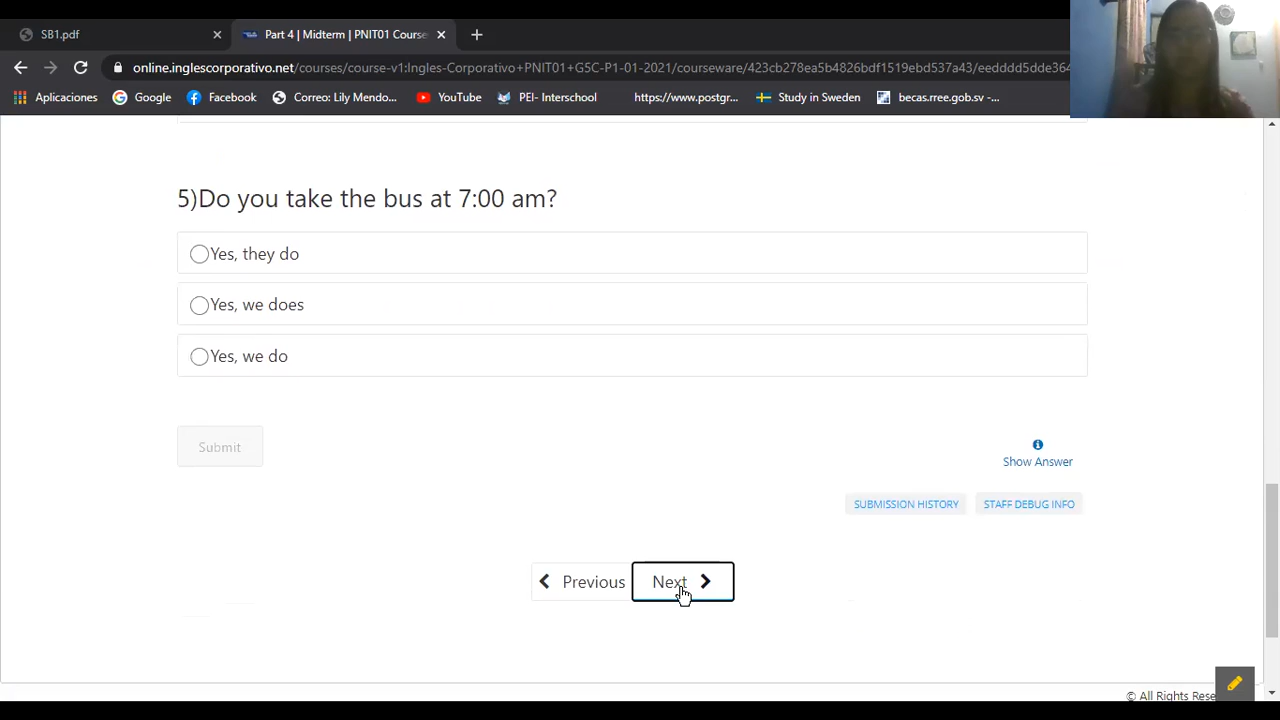 SB1.pdf
Part 4 | Midterm | PNIT01 Course
online.inglescorporativo.net/courses/course-v1:Ingles-Corporativo+PNIT01+G5C-P1-01-2021/courseware/423cb278ea5b4826bdf1519ebd537a43/eedddd5dde364
Aplicaciones Google Facebook Correo: Lily Mendo... YouTube PEI- Interschool https://www.postgr... Study in Sweden becas.rree.gob.sv -...
5)Do you take the bus at 7:00 am?
Yes, they do
Yes, we does
Yes, we do
Submit
Show Answer
SUBMISSION HISTORY STAFF DEBUG INFO
Previous Next
© All Rights Rese